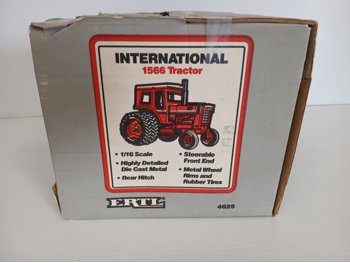 INTERNATIONAL
1566 Tractor
• 1/16 Scale
• Highly Detailed
Die Cast Metal
• Rear Hitch
• Steerable
Front End
• Metal Wheel
Rims and
Rubber Tires
ERTL
4625